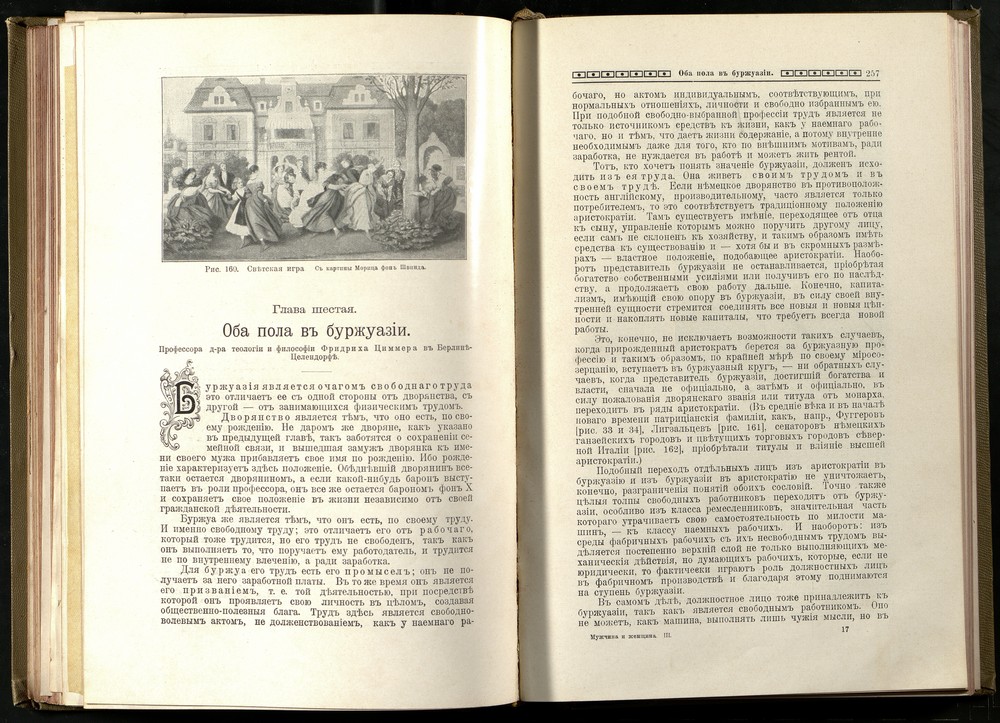 Рис. 160. Свѣтская игра Съ картины Морица фонъ Швинда.
Глава шестая.
Оба пола въ буржуазіи.
Профессора д-ра теологіи и философіи Фридриха Циммера въ Берлинѣ-
Целендорфѣ.
Буржуазія является очагомъ свободнаго труда
это отличаетъ ее съ одной стороны отъ дворянства, съ
другой — отъ занимающихся физическимъ трудомъ.
Дворянство является тѣмъ, что оно есть, по сво-
ему рожденію. Не даромъ же дворяне, какъ указано
въ предыдущей главѣ, такъ заботятся о сохраненіи се-
мейной связи, и вышедшая замужъ дворянка къ име-
ни своего мужа прибавляетъ свое имя по рожденію. Ибо рожде-
ніе характеризуетъ здѣсь положеніе. Обѣднѣвшій дворянинъ все-
таки остается дворяниномъ, а если какой-нибудь баронъ высту-
паетъ въ роли профессора, онъ все же остается барономъ фонъ X
и сохраняетъ свое положеніе въ жизни независимо отъ своей
гражданской дѣятельности.
Буржуа же является тѣмъ, что онъ есть, по своему труду.
И именно свободному труду; это отличаетъ его отъ рабочаго,
который тоже трудится, но его трудъ не свободенъ, такъ какъ
онъ выполняетъ то, что поручаетъ ему работодатель, и трудится
не по внутреннему влеченію, а ради заработка.
Для буржуа его трудъ есть его промыселъ; онъ не по-
лучаетъ за него заработной платы. Въ то же время онъ является
его призваніемъ, т. е. той дѣятельностью, при посредствѣ
которой онъ проявляетъ свою личность въ цѣломъ, создавая
общественно-полезныя блага. Трудъ здѣсь является свободно-
волевымъ актомъ, не долженствованіемъ, какъ у наемнаго ра-
Оба пола въ буржуазіи. 257
бочаго, но актомъ индивидуальнымъ, соотвѣтствующимъ, при
нормальныхъ отношеніяхъ, личности и свободно избраннымъ ею.
При подобной свободно-выбранной профессіи трудъ является не
только источникомъ средствъ къ жизни, какъ у наемнаго рабо-
чаго, но и тѣмъ, что даетъ жизни содержаніе, а потому внутренне
необходимымъ даже для того, кто по внѣшнимъ мотивамъ, ради
заработка, не нуждается въ работѣ и можетъ жить рентой.
Тотъ, кто хочетъ понять значеніе буржуазіи, долженъ исхо-
дить изъ ея труда. Она живетъ своимъ трудомъ и въ
своемъ трудѣ. Если нѣмецкое дворянство въ противополож-
ность англійскому, производительному, часто является только
потребителемъ, то это соотвѣтствуетъ традиціонному положенію
аристократіи. Тамъ существуетъ имѣніе, переходящее отъ отца
къ сыну, управленіе которымъ можно поручить другому лицу,
если самъ не склоненъ къ хозяйству, и такимъ образомъ имѣть
средства къ существованію и — хотя бы и въ скромныхъ размѣ-
рахъ — властное положеніе, подобающее аристократіи. Наобо-
ротъ представитель буржуазіи не останавливается, пріобрѣтая
богатство собственными усиліями или получивъ его по наслѣд-
ству, а продолжаетъ свою работу дальше. Конечно, капита-
лизмъ, имѣющій свою опору въ буржуазіи, въ силу своей вну-
тренней сущности стремится соединять все новыя и новыя цѣн-
ности и накоплять новые капиталы, что требуетъ всегда новой
работы.
Это, конечно, не исключаетъ возможности такихъ случаевъ,
когда прирожденный аристократъ берется за буржуазную про-
фессію и такимъ образомъ, по крайней мѣрѣ по своему міросо-
зерцанію, вступаетъ въ буржуазный кругъ, — ни обратныхъ слу-
чаевъ, когда представитель буржуазіи, достигшій богатства и
власти, сначала не офиціально, а затѣмъ и офиціально, въ
силу пожалованія дворянскаго званія или титула отъ монарха,
переходитъ въ ряды аристократіи. (Въ средніе вѣка и въ началѣ
новаго времени патриціанскія фамиліи, какъ, напр., Фуггеровъ
[рис. 33 и 34], Лигзальцевъ [рис. 161], сенаторовъ нѣмецкихъ
ганзейскихъ городовъ и цвѣтущихъ торговыхъ городовъ сѣвер-
ной Италіи [рис. 162], пріобрѣтали титулы и вліяніе высшей
аристократіи.)
Подобный переходъ отдѣльныхъ лицъ изъ аристократіи въ
буржуазію и изъ буржуазіи въ аристократію не уничтожаетъ,
конечно, разграниченія понятій обоихъ сословій. Точно также
цѣлыя толпы свободныхъ работниковъ переходятъ отъ буржу-
азіи, особливо изъ класса ремесленниковъ, значительная часть
котораго утрачиваетъ свою самостоятельность по милости ма-
шинъ, — къ классу наемныхъ рабочихъ. И наоборотъ: изъ
среды фабричныхъ рабочихъ съ ихъ несвободнымъ трудомъ вы-
дѣляется постепенно верхній слой не только выполняющихъ ме-
ханическія дѣйствія, но думающихъ рабочихъ, которые, если не
юридически, то фактически играютъ роль должностныхъ лицъ
въ фабричномъ производствѣ и благодаря этому поднимаются
на ступень буржуазіи.
Въ самомъ дѣлѣ, должностное лицо тоже принадлежитъ къ
буржуазіи, такъ какъ является свободнымъ работникомъ. Оно
не можетъ, какъ машина, выполнять лишь чужія мысли, но въ
Мужчина и женщина. III. 17